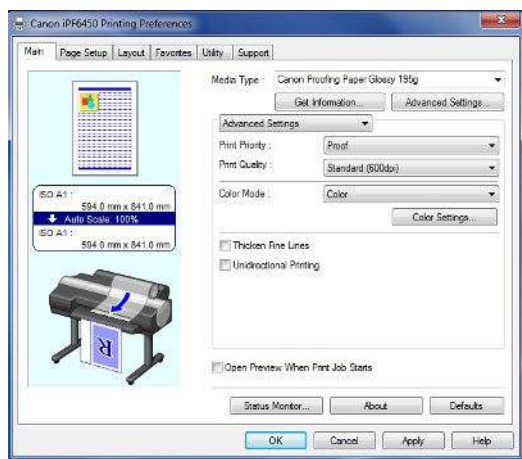 Canon iPF6450 Printing Preferences
Main Page Setup Layout Favorites Utility Support
Media Type : Canon Proofing Paper Glossy 195g
Get Information... Advanced Settings...
Advanced Settings
Print Priority : Proof
Print Quality : Standard (600dpi)
Color Mode : Color
Color Settings...
Thicken Fine Lines
Unidirectional Printing
ISO A1 :
594.0 mm x 841.0 mm
Auto Scale 100%
ISO A1 :
594.0 mm x 841.0 mm
R
Open Preview When Print Job Starts
Status Monitor... About Defaults
OK Cancel Apply Help